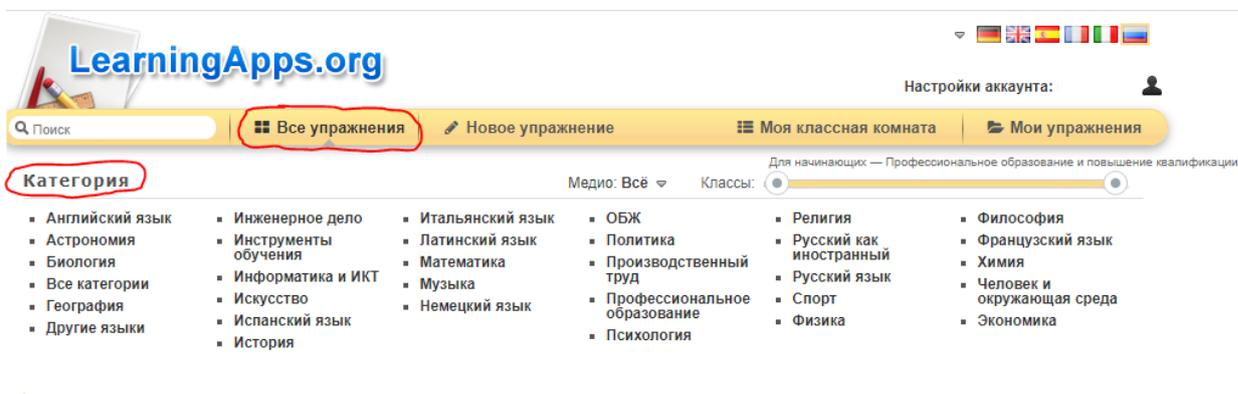 LearningApps.org
Настройки аккаунта:
Поиск
Все упражнения
Новое упражнение
Моя классная комната
Мои упражнения
Для начинающих — Профессиональное образование и повышение квалификации
Категория
Медио: Всё
Классы:
Английский язык
Астрономия
Биология
Все категории
География
Другие языки
Инженерное дело
Инструменты
обучения
Информатика и ИКТ
Искусство
Испанский язык
История
Итальянский язык
Латинский язык
Математика
Музыка
Немецкий язык
ОБЖ
Политика
Производственный
труд
Профессиональное
образование
Психология
Религия
Русский как
иностранный
Русский язык
Спорт
Физика
Философия
Французский язык
Химия
Человек и
окружающая среда
Экономика